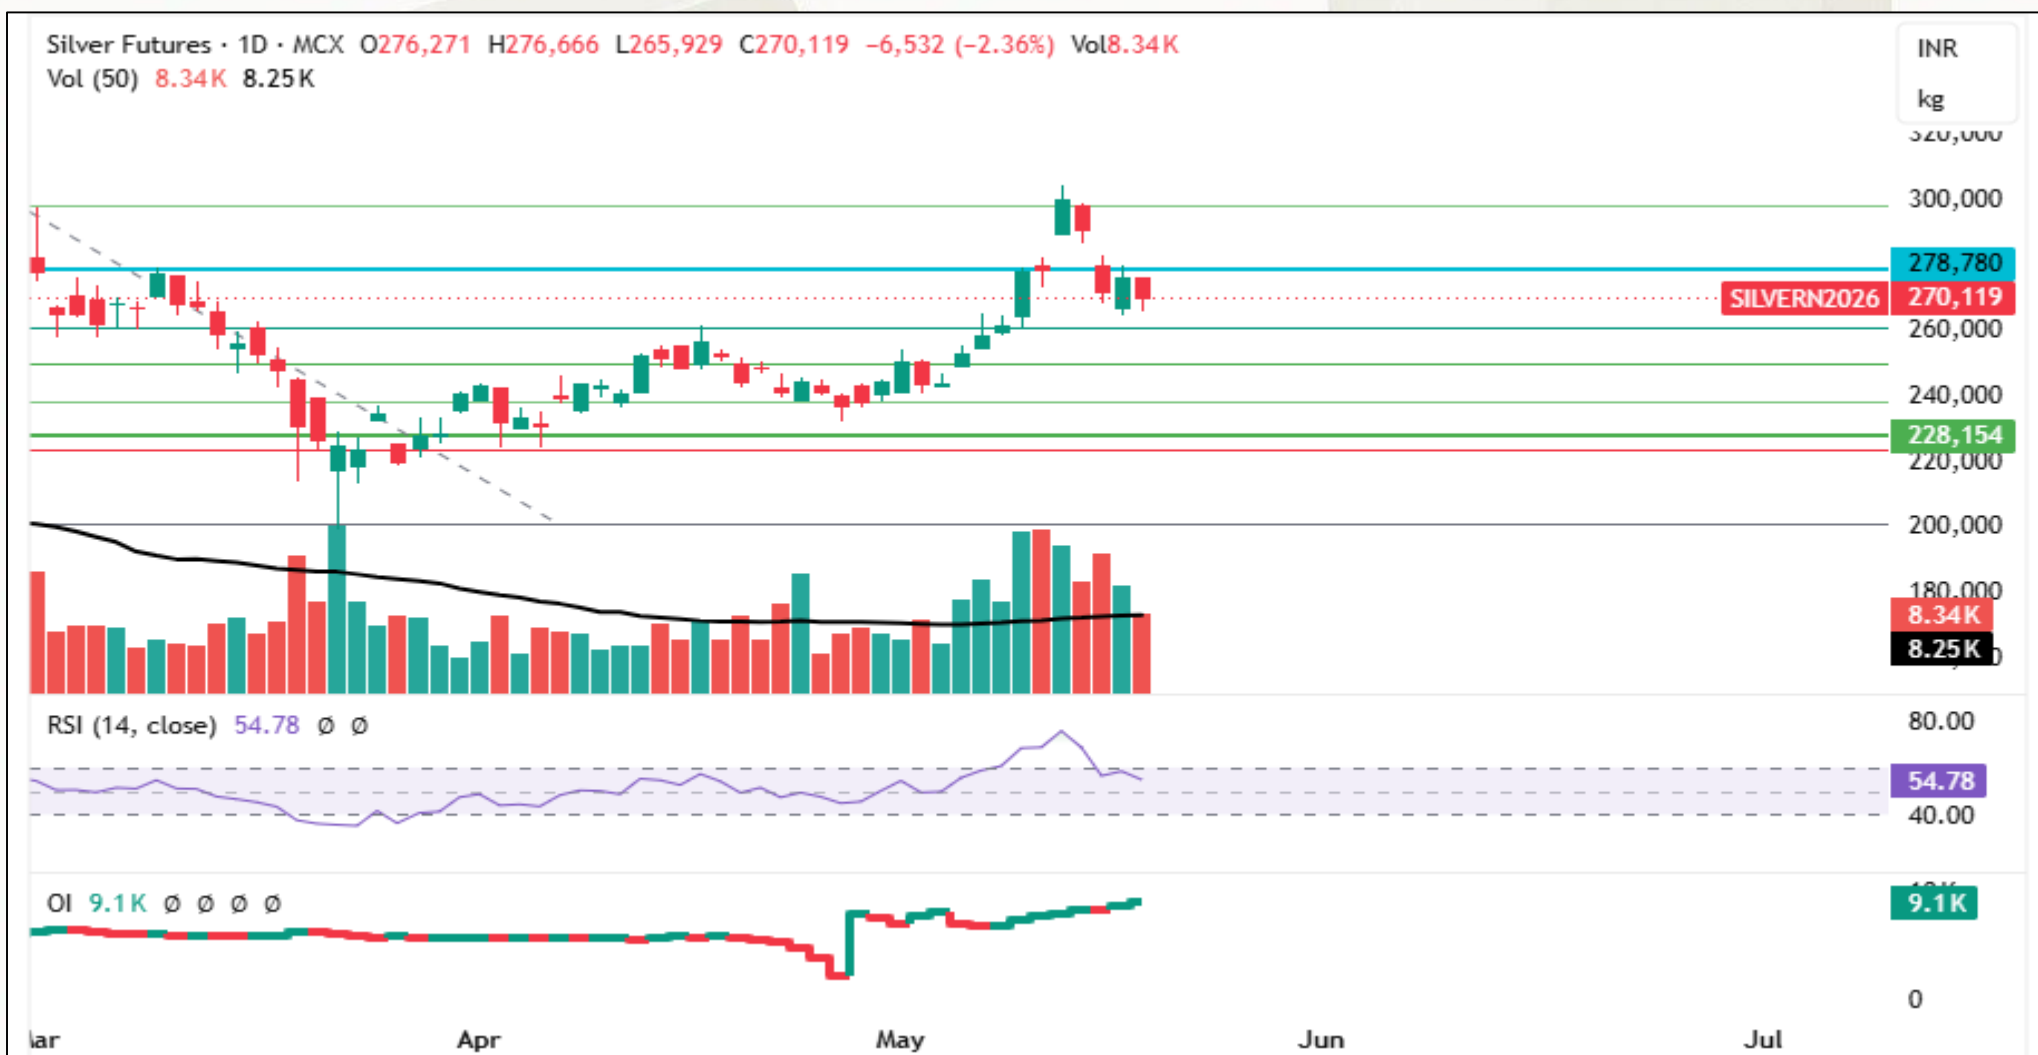 Silver Futures · 1D · MCX O276,271 H276,666 L265,929 C270,119 −6,532 (−2.36%) Vol8.34K
Vol (50) 8.34K 8.25K
INR
kg
320,000
300,000
278,780
SILVERN2026 270,119
260,000
240,000
228,154
220,000
200,000
180,000
8.34K
8.25K
RSI (14, close) 54.78 Ø Ø
80.00
54.78
40.00
OI 9.1K Ø Ø Ø Ø
9.1K
0
Apr
May
Jun
Jul